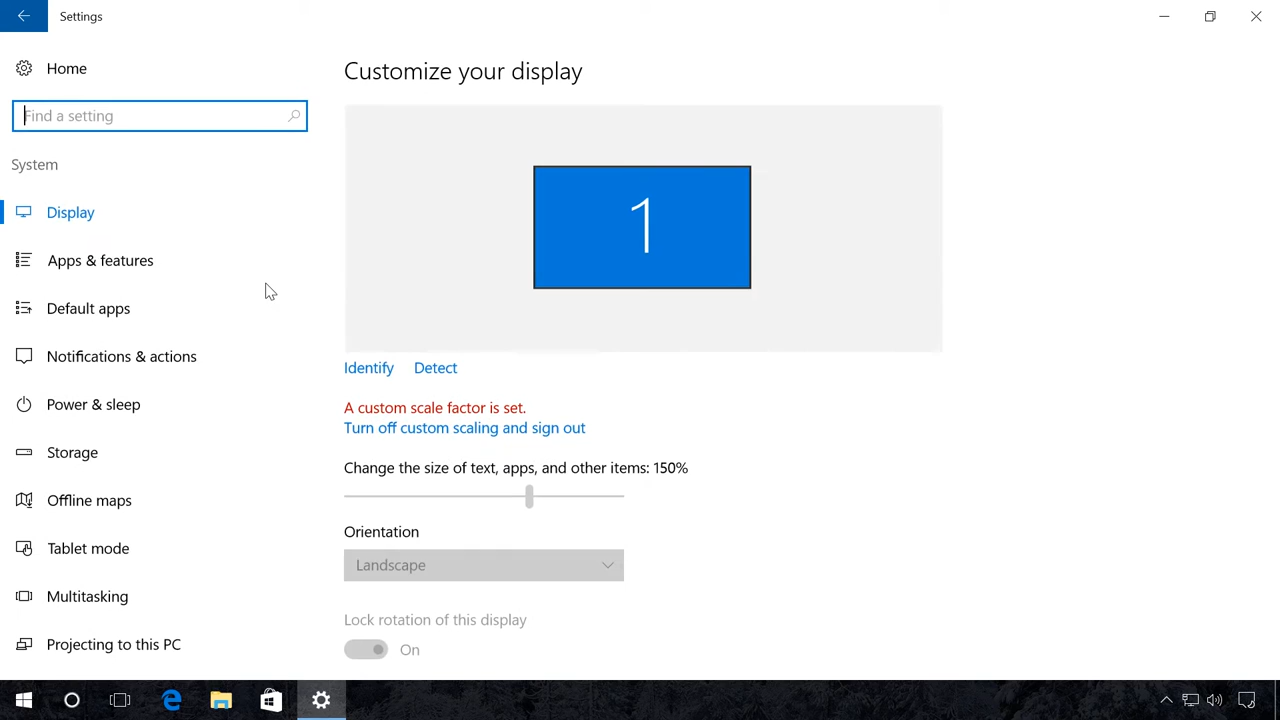 Settings
Home
Find a setting
System
Display
Apps & features
Default apps
Notifications & actions
Power & sleep
Storage
Offline maps
Tablet mode
Multitasking
Projecting to this PC
Customize your display
1
Identify Detect
A custom scale factor is set.
Turn off custom scaling and sign out
Change the size of text, apps, and other items: 150%
Orientation
Landscape
Lock rotation of this display
On